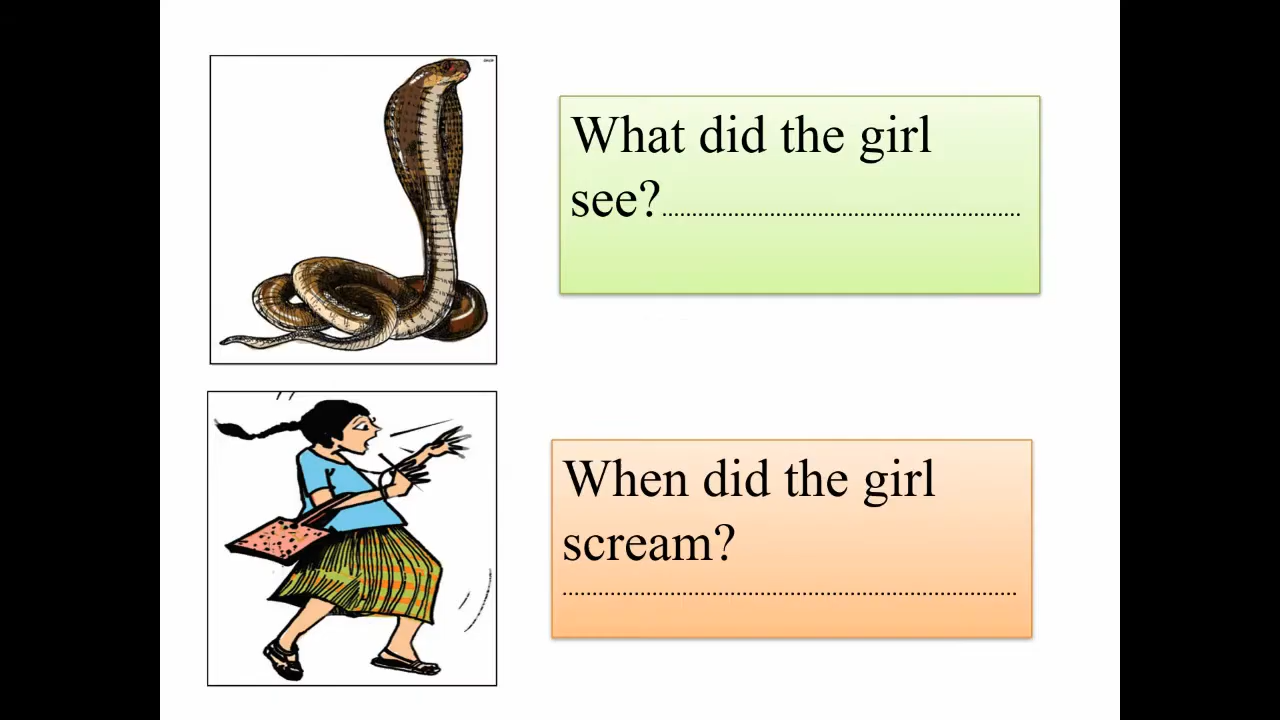 What did the girl
see?............................................................
When did the girl
scream?
............................................................................